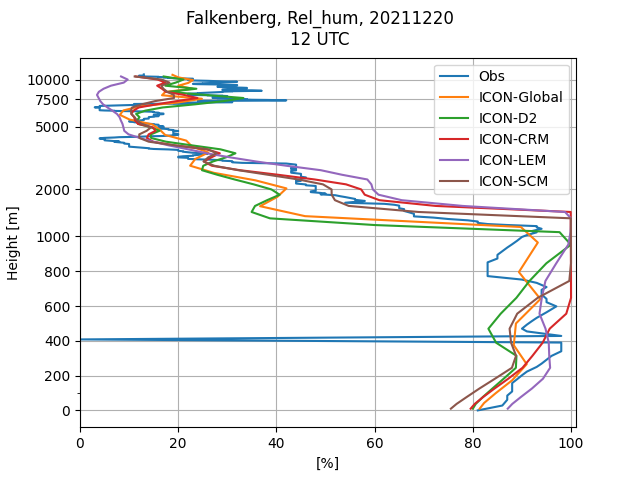 Falkenberg, Rel_hum, 20211220
12 UTC
Obs
ICON-Global
ICON-D2
ICON-CRM
ICON-LEM
ICON-SCM
Height [m]
10000
7500
5000
2000
1000
800
600
400
200
0
0 20 40 60 80 100
[%]